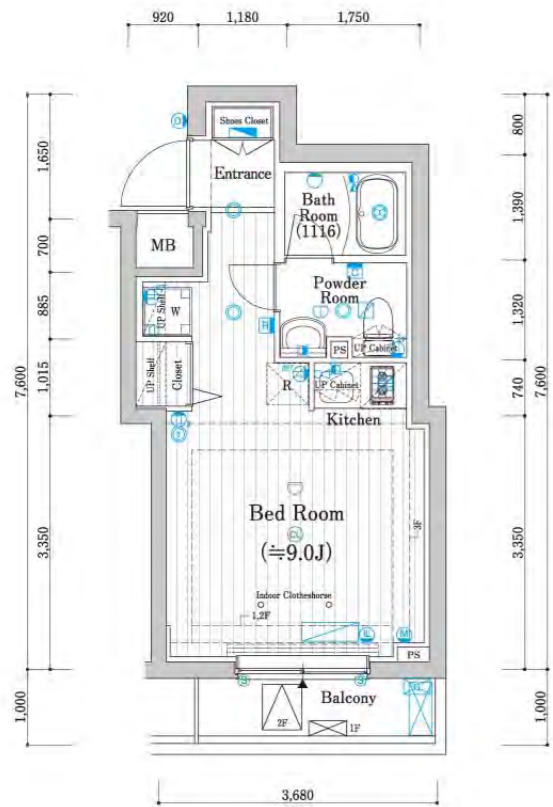 920
1,180
1,750
1,650
700
885
1,015
7,600
3,350
1,000
800
1,390
1,320
740
7,600
3,350
1,000
Shoes Closet
Entrance
Bath
Room
(1116)
MB
Powder
Room
UP Shelf
W
UP Shelf
Closet
PS
UP Cabinet
R
UP Cabinet
Kitchen
Bed Room
(≒9.0J)
CL
3F
Indoor Clotheshorse
1,2F
M
PS
S
S
Balcony
2F
1F
3,680